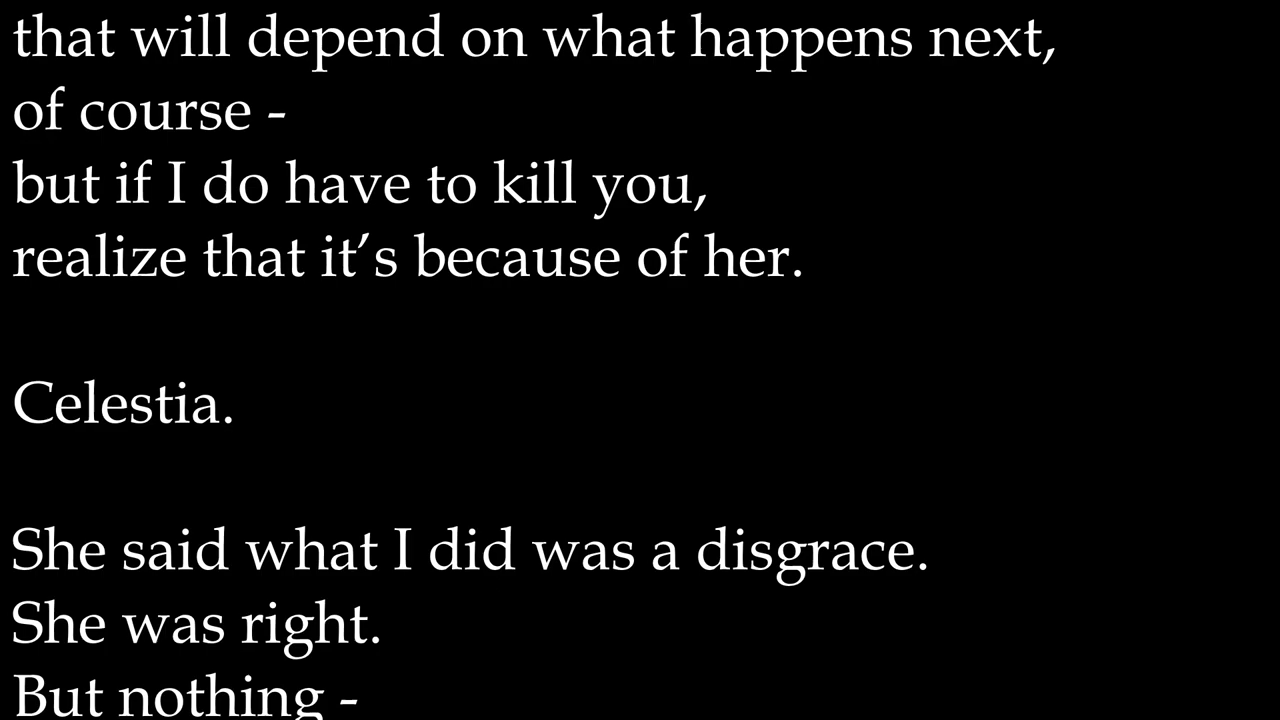 that will depend on what happens next,
of course -
but if I do have to kill you,
realize that it’s because of her.
Celestia.
She said what I did was a disgrace.
She was right.
But nothing -